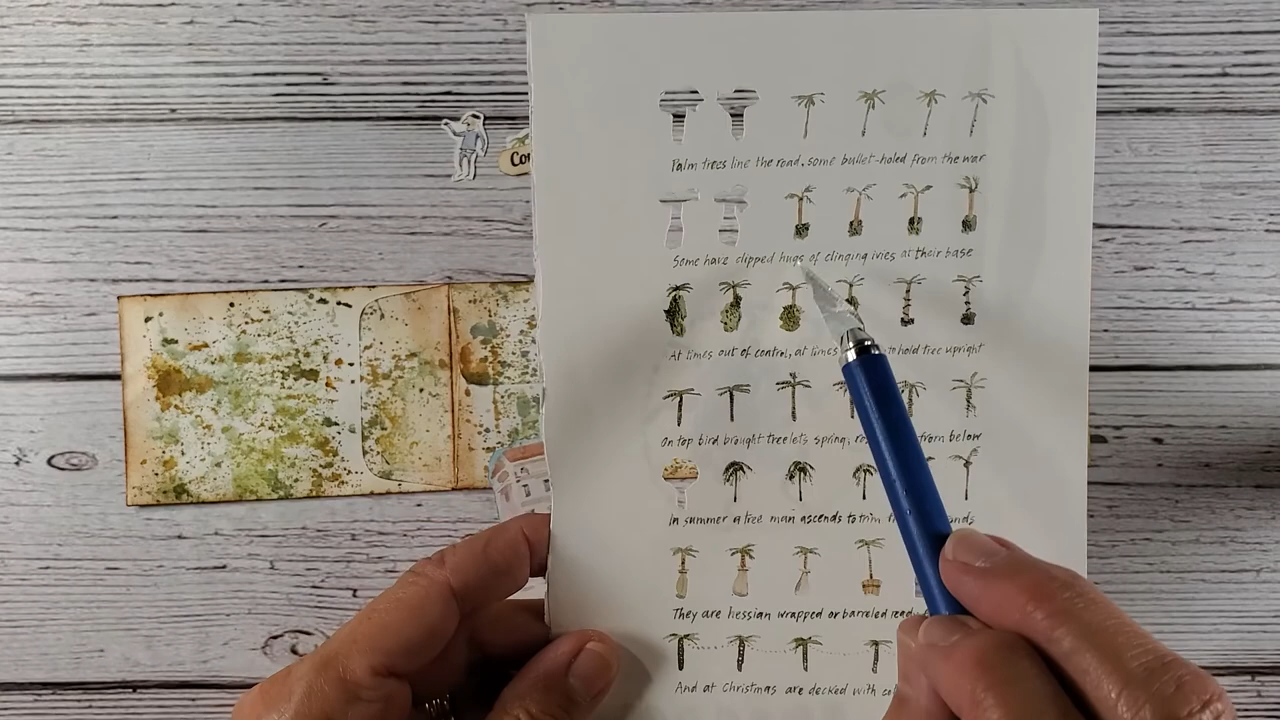 Palm trees line the road, some bullet-holed from the war
Co
Some have clipped hugs of clinging ivies at their base
At times out of control, at times to hold tree upright
On top bird brought treelets spring; from below
In summer a tree man ascends to trim
They are hessian wrapped or barreled
And at Christmas are decked with